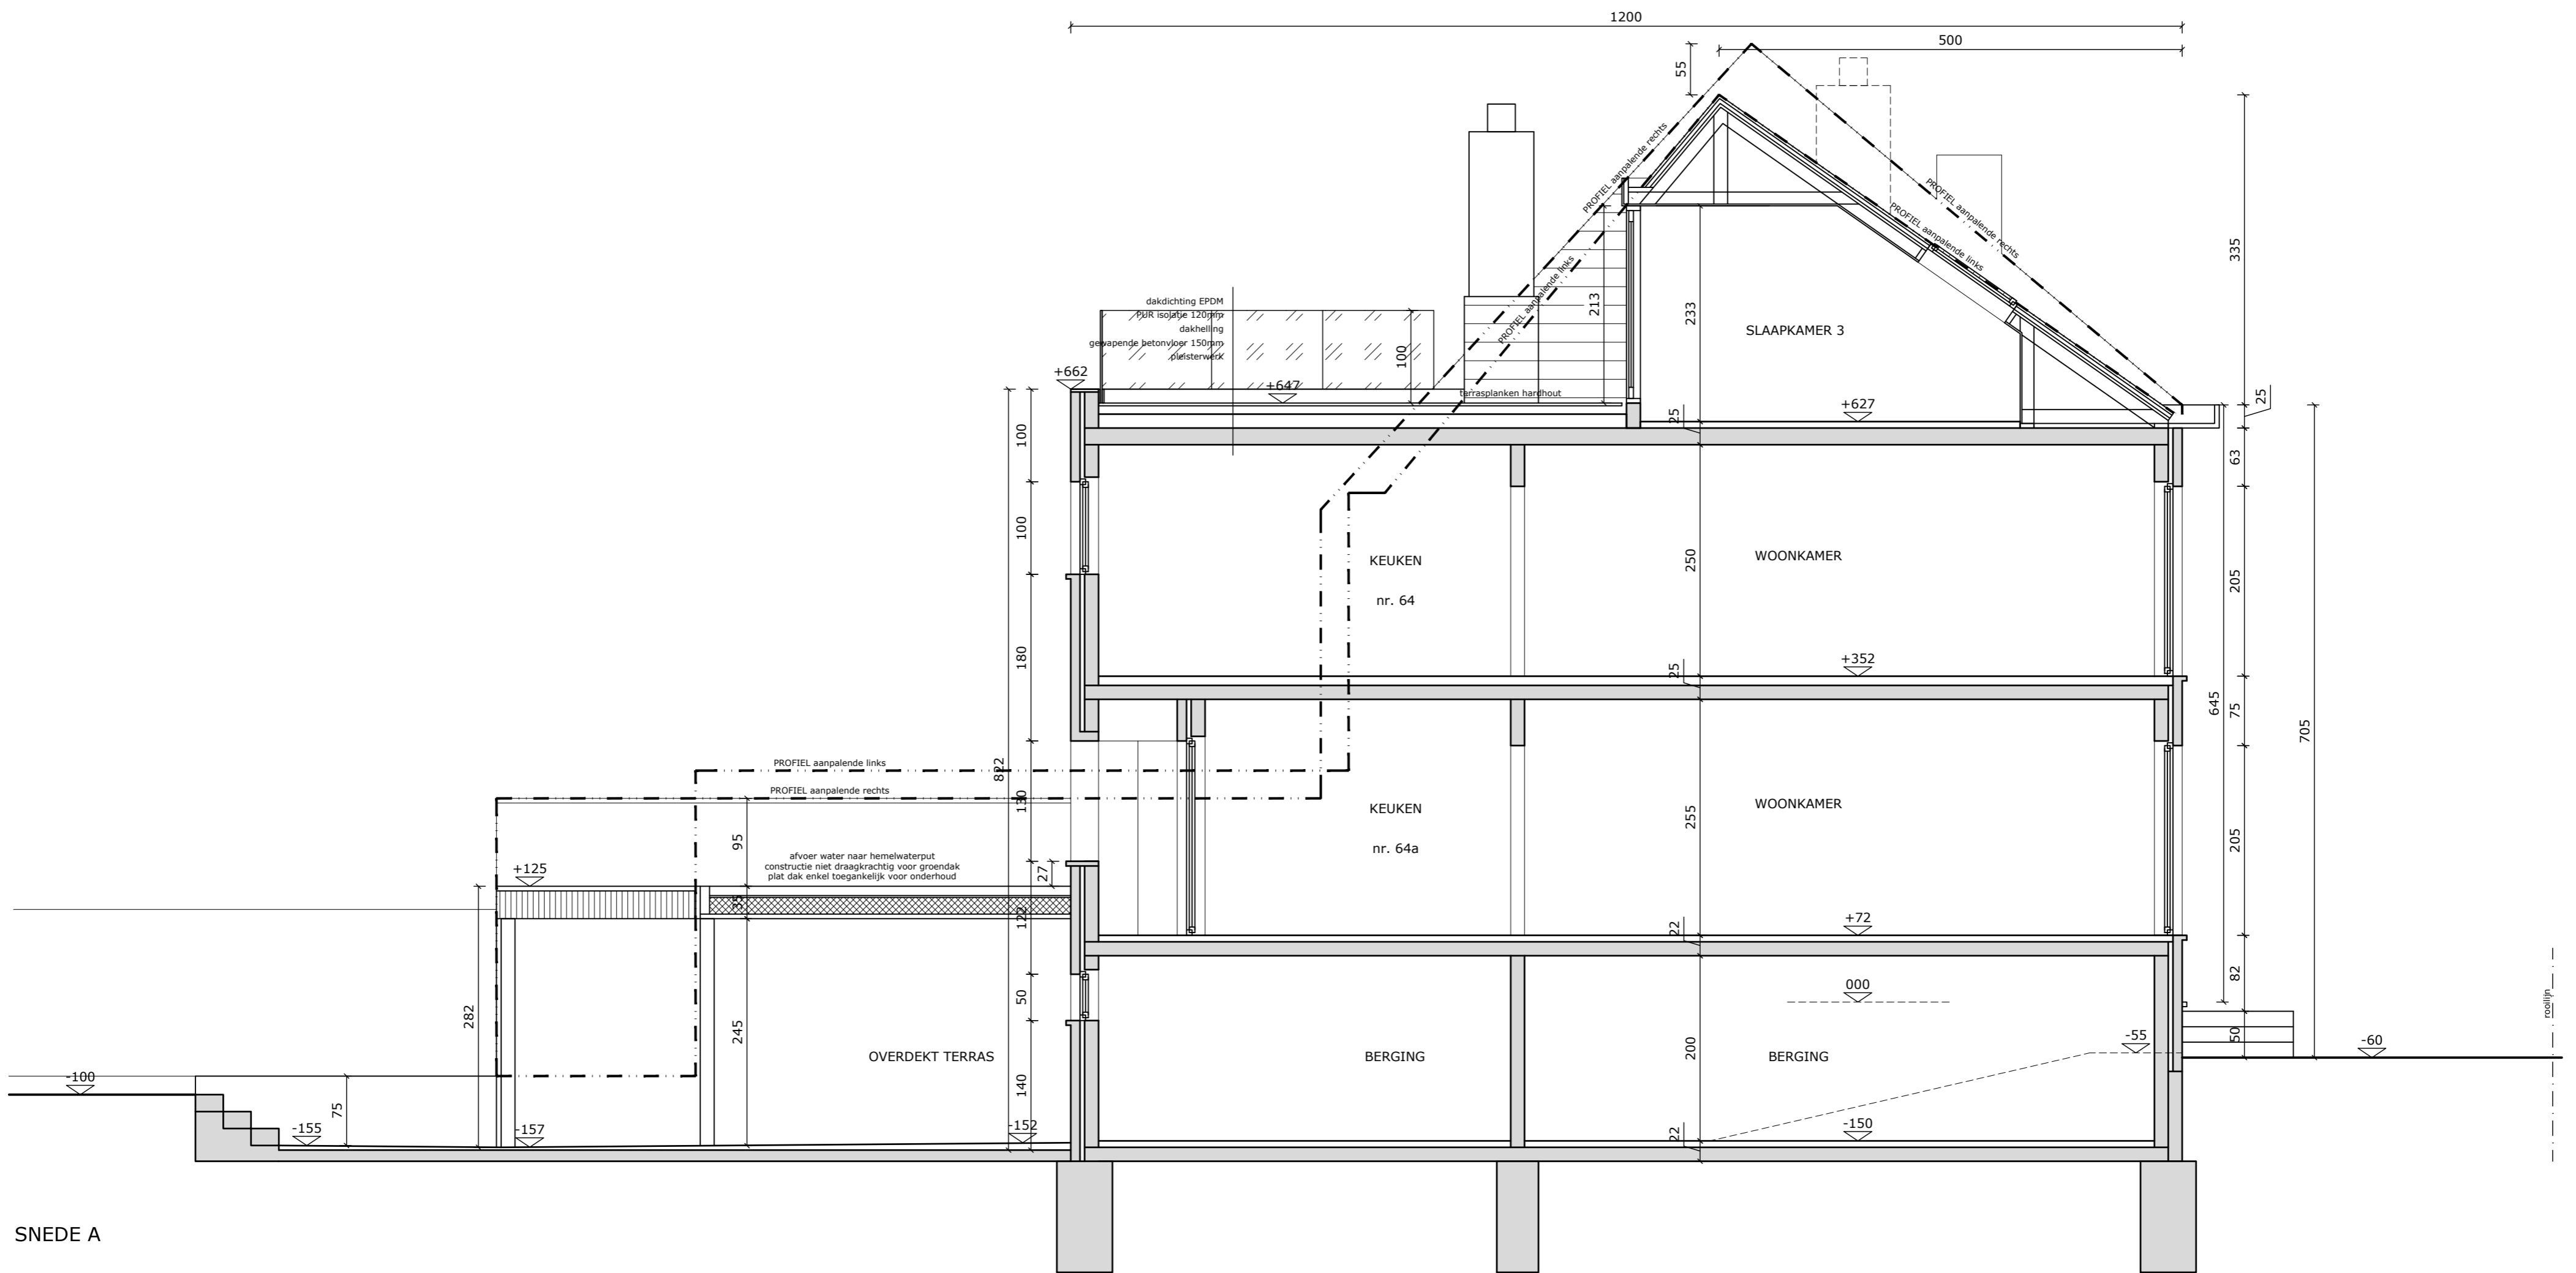 1200
500
55
PROFIEL aanpalende rechts
PROFIEL aanpalende rechts
PROFIEL aanpalende links
PROFIEL aanpalende links
335
25
dakdichting EPDM
PUR isolatie 120mm
dakhelling
gewapende betonvloer 150mm
pleisterwerk
100
213
233
SLAAPKAMER 3
+662
+647
terrasplanken hardhout
+627
25
100
63
100
250
KEUKEN
nr. 64
WOONKAMER
205
180
25
+352
645
75
705
822
PROFIEL aanpalende links
PROFIEL aanpalende rechts
130
KEUKEN
nr. 64a
255
WOONKAMER
205
95
afvoer water naar hemelwaterput
constructie niet draagkrachtig voor groendak
plat dak enkel toegankelijk voor onderhoud
27
+125
35
122
22
+72
82
000
50
282
245
OVERDEKT TERRAS
BERGING
200
BERGING
-55
50
-60
rooilijn
-100
75
140
-155
-157
-152
22
-150
SNEDE A